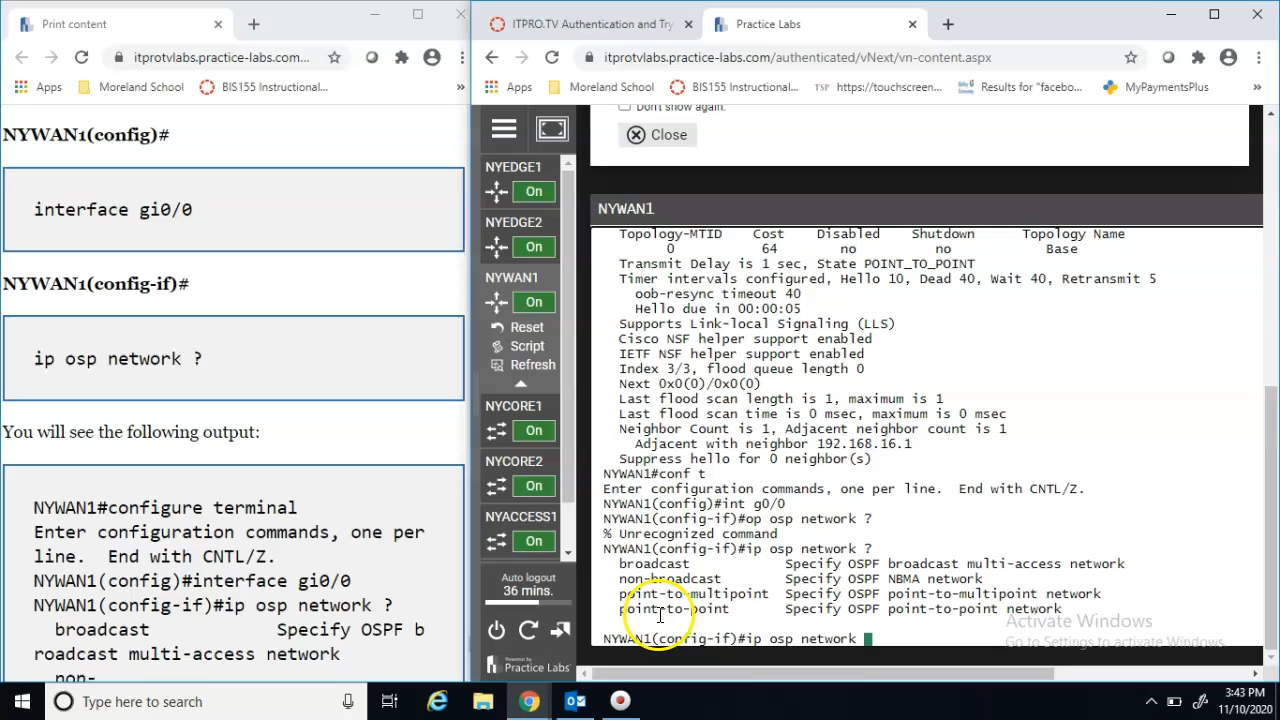 Print content
itprotvlabs.practice-labs.com...
Apps
Moreland School
BIS155 Instructional...
»
NYWAN1(config)#
interface gi0/0
NYWAN1(config-if)#
ip osp network ?
You will see the following output:
NYWAN1#configure terminal
Enter configuration commands, one per
line.  End with CNTL/Z.
NYWAN1(config)#interface gi0/0
NYWAN1(config-if)#ip osp network ?
broadcast                Specify OSPF b
roadcast multi-access network
non-
ITPRO.TV Authentication and Try
Practice Labs
itprotvlabs.practice-labs.com/authenticated/vNext/vn-content.aspx
Apps
Moreland School
BIS155 Instructional...
TSP
https://touchscreen...
Results for "facebo...
MyPaymentsPlus
»
Don't show again.
Close
NYEDGE1
On
NYEDGE2
On
NYWAN1
On
Reset
Script
Refresh
NYCORE1
On
NYCORE2
On
NYACCESS1
On
Auto logout
36 mins.
Powered by
Practice Labs
NYWAN1
Topology-MTID    Cost    Disabled    Shutdown      Topology Name
0           64        no          no            Base
Transmit Delay is 1 sec, State POINT_TO_POINT
Timer intervals configured, Hello 10, Dead 40, Wait 40, Retransmit 5
oob-resync timeout 40
Hello due in 00:00:05
Supports Link-local Signaling (LLS)
Cisco NSF helper support enabled
IETF NSF helper support enabled
Index 3/3, flood queue length 0
Next 0x0(0)/0x0(0)
Last flood scan length is 1, maximum is 1
Last flood scan time is 0 msec, maximum is 0 msec
Neighbor Count is 1, Adjacent neighbor count is 1
Adjacent with neighbor 192.168.16.1
Suppress hello for 0 neighbor(s)
NYWAN1#conf t
Enter configuration commands, one per line.  End with CNTL/Z.
NYWAN1(config)#int g0/0
NYWAN1(config-if)#op osp network ?
% Unrecognized command
NYWAN1(config-if)#ip osp network ?
broadcast            Specify OSPF broadcast multi-access network
non-broadcast        Specify OSPF NBMA network
point-to-multipoint  Specify OSPF point-to-multipoint network
point-to-point       Specify OSPF point-to-point network
NYWAN1(config-if)#ip osp network
Activate Windows
Go to Settings to activate Windows.
Type here to search
3:43 PM
11/10/2020